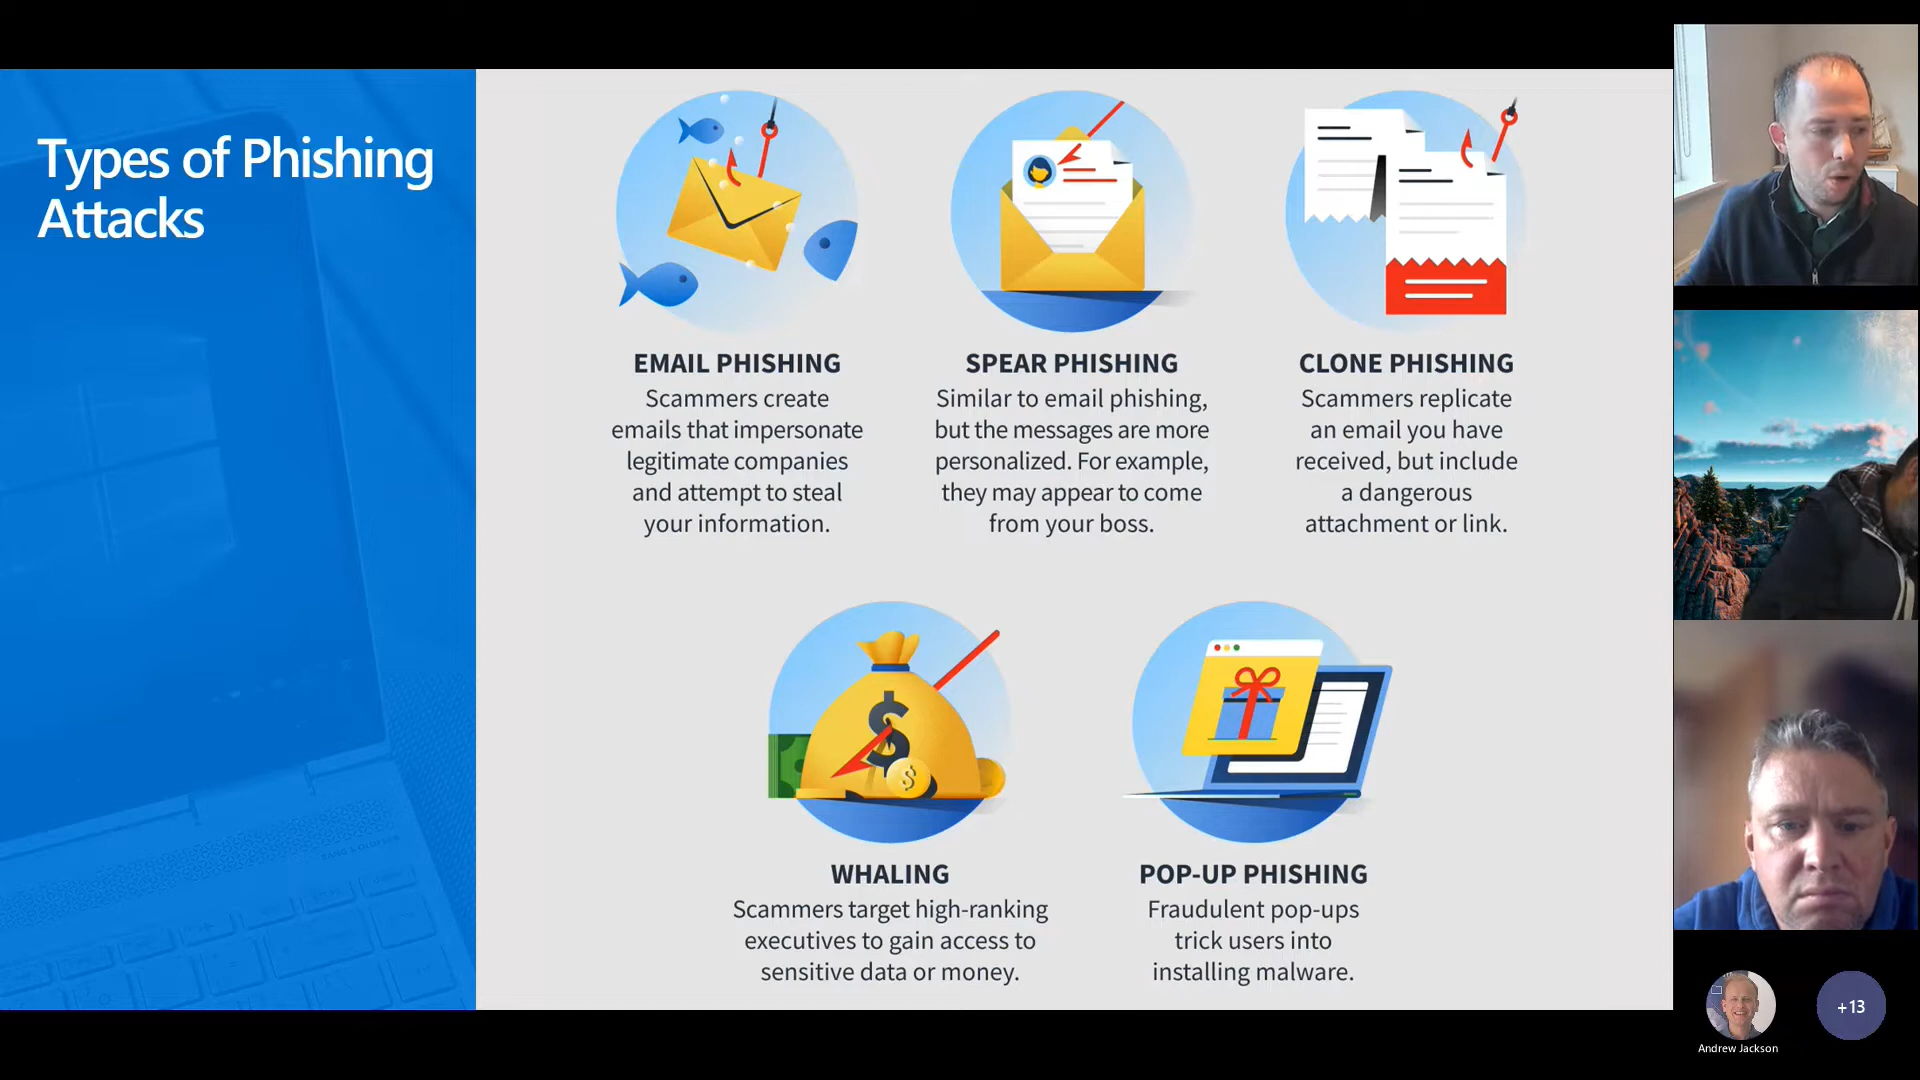 Types of Phishing
Attacks
EMAIL PHISHING
Scammers create
emails that impersonate
legitimate companies
and attempt to steal
your information.
SPEAR PHISHING
Similar to email phishing,
but the messages are more
personalized. For example,
they may appear to come
from your boss.
CLONE PHISHING
Scammers replicate
an email you have
received, but include
a dangerous
attachment or link.
$
$
WHALING
Scammers target high-ranking
executives to gain access to
sensitive data or money.
POP-UP PHISHING
Fraudulent pop-ups
trick users into
installing malware.
BANG & OLUFSEN
Andrew Jackson
+13